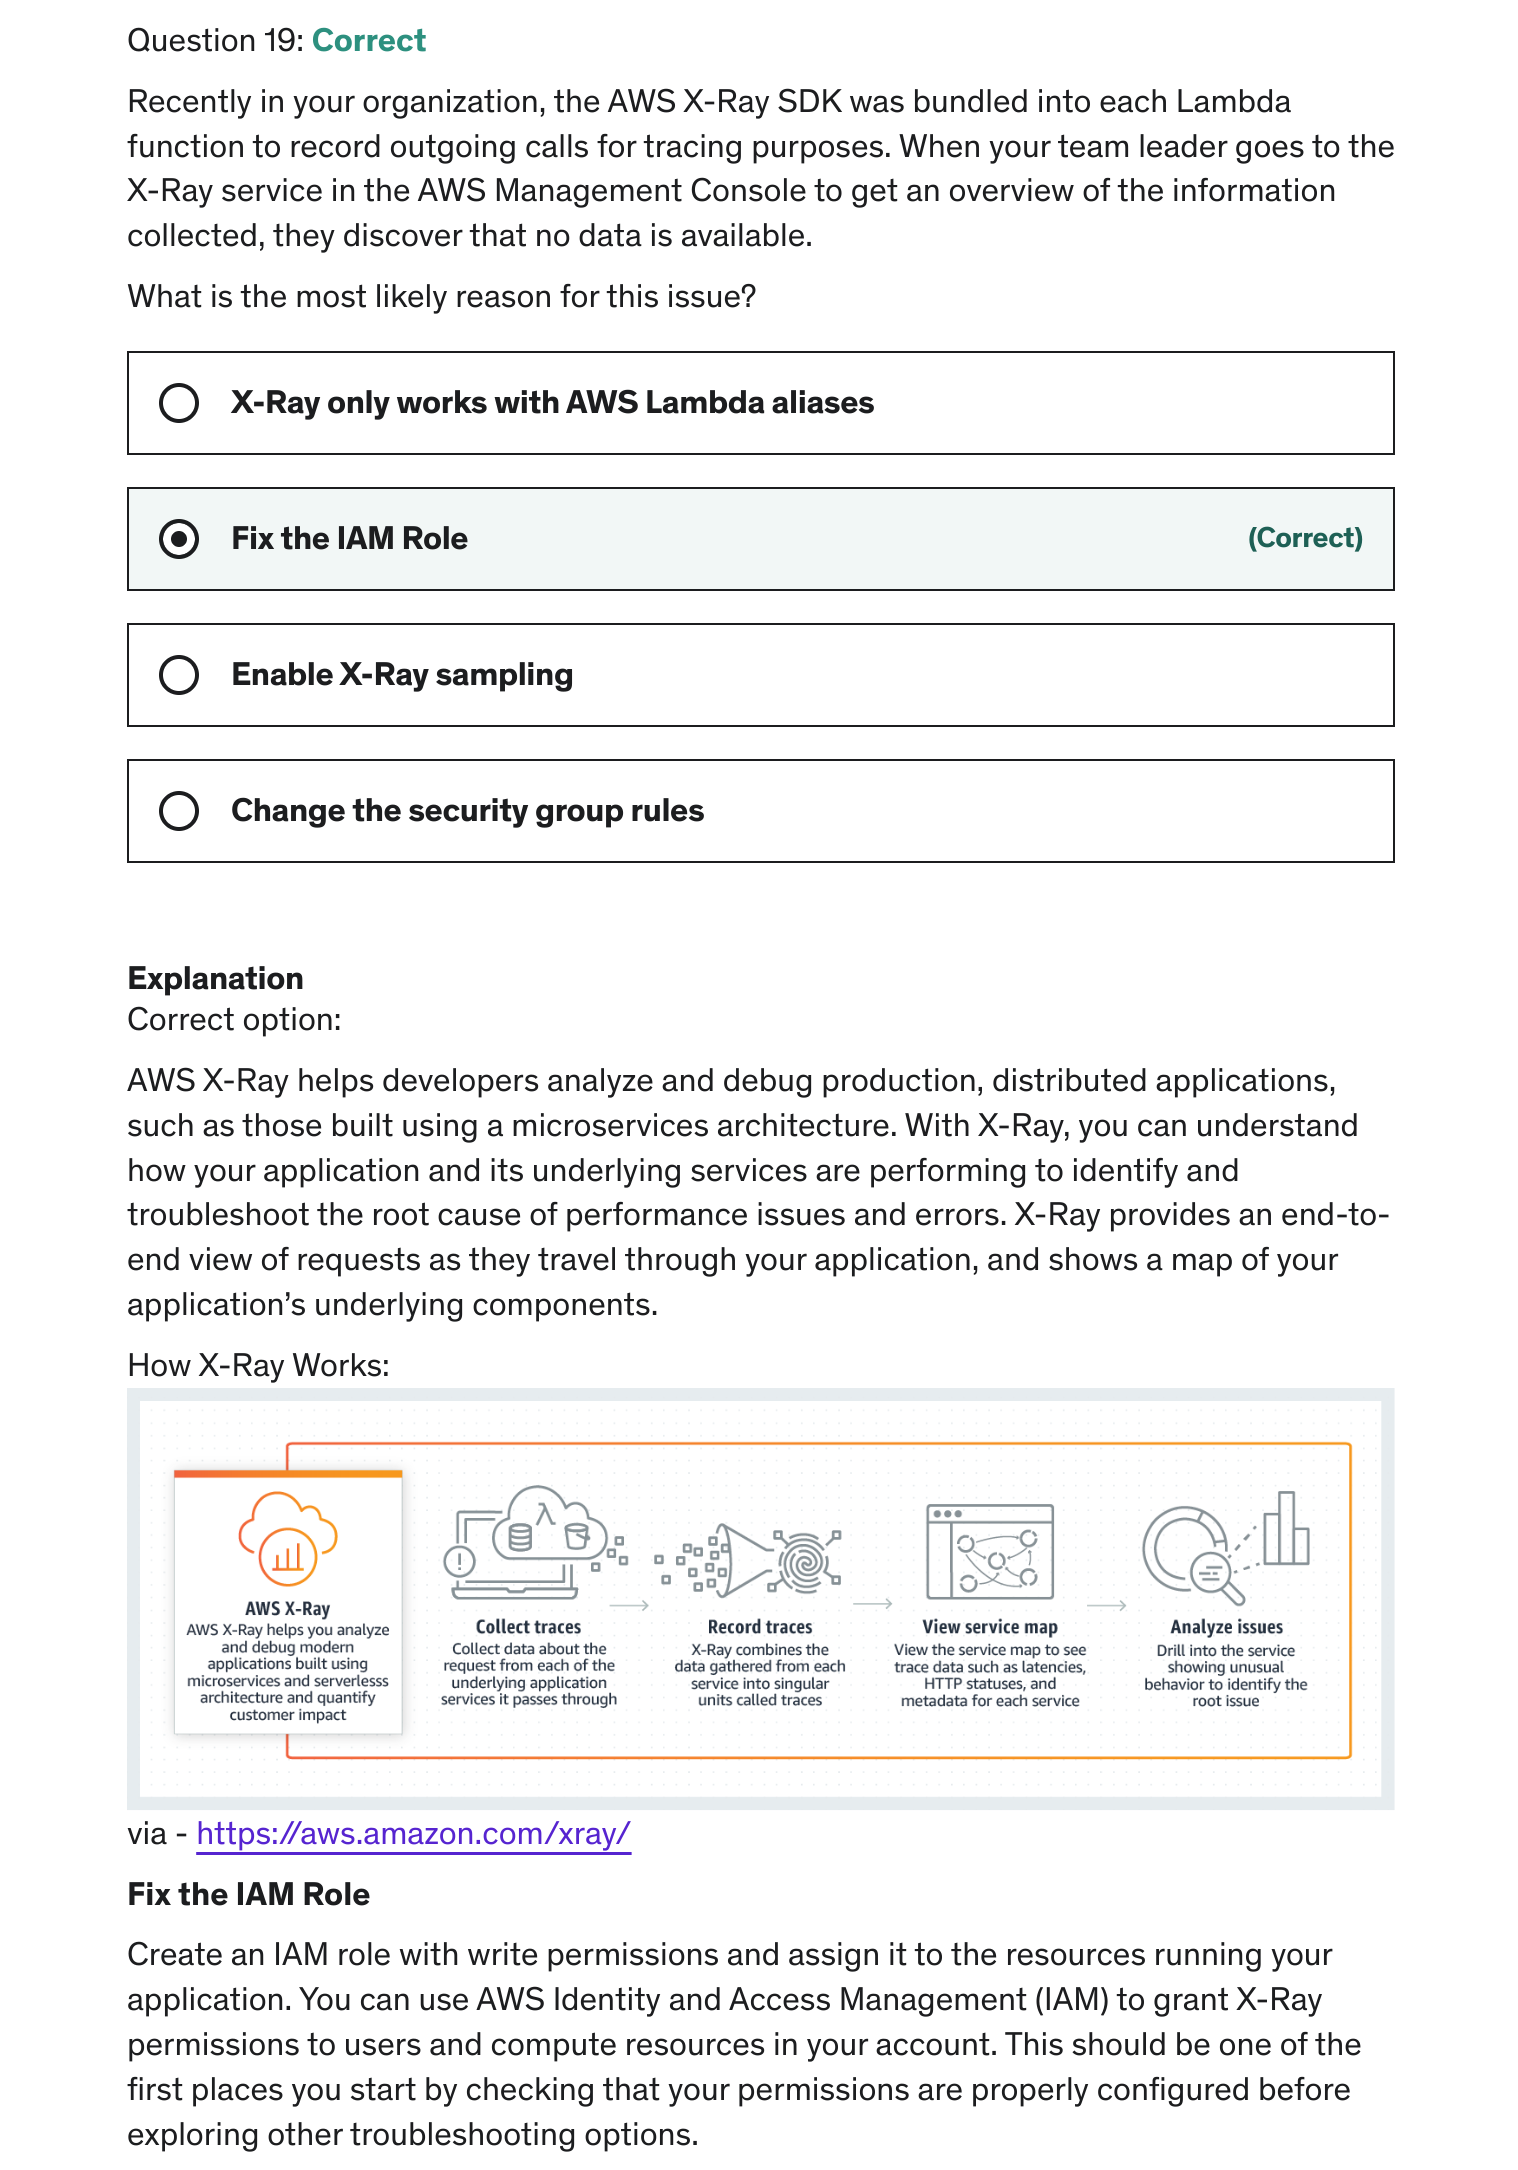 Question 19: Correct
Recently in your organization, the AWS X-Ray SDK was bundled into each Lambda
function to record outgoing calls for tracing purposes. When your team leader goes to the
X-Ray service in the AWS Management Console to get an overview of the information
collected, they discover that no data is available.
What is the most likely reason for this issue?
X-Ray only works with AWS Lambda aliases
Fix the IAM Role
(Correct)
Enable X-Ray sampling
Change the security group rules
Explanation
Correct option:
AWS X-Ray helps developers analyze and debug production, distributed applications,
such as those built using a microservices architecture. With X-Ray, you can understand
how your application and its underlying services are performing to identify and
troubleshoot the root cause of performance issues and errors. X-Ray provides an end-to-
end view of requests as they travel through your application, and shows a map of your
application’s underlying components.
How X-Ray Works:
AWS X-Ray
AWS X-Ray helps you analyze
and debug modern
applications built using
microservices and serverlesss
architecture and quantify
customer impact
Collect traces
Collect data about the
request from each of the
underlying application
services it passes through
Record traces
X-Ray combines the
data gathered from each
service into singular
units called traces
View service map
View the service map to see
trace data such as latencies,
HTTP statuses, and
metadata for each service
Analyze issues
Drill into the service
showing unusual
behavior to identify the
root issue
via - https://aws.amazon.com/xray/
Fix the IAM Role
Create an IAM role with write permissions and assign it to the resources running your
application. You can use AWS Identity and Access Management (IAM) to grant X-Ray
permissions to users and compute resources in your account. This should be one of the
first places you start by checking that your permissions are properly configured before
exploring other troubleshooting options.